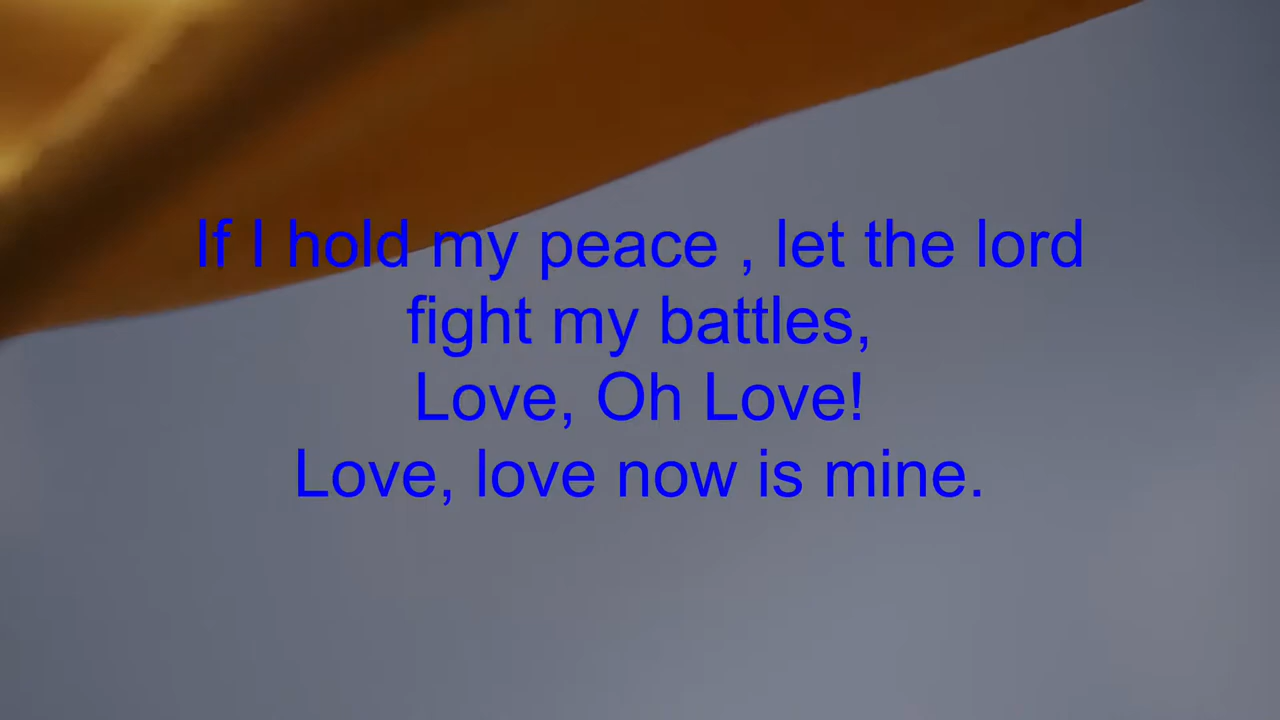 If I hold my peace , let the lord
fight my battles,
Love, Oh Love!
Love, love now is mine.